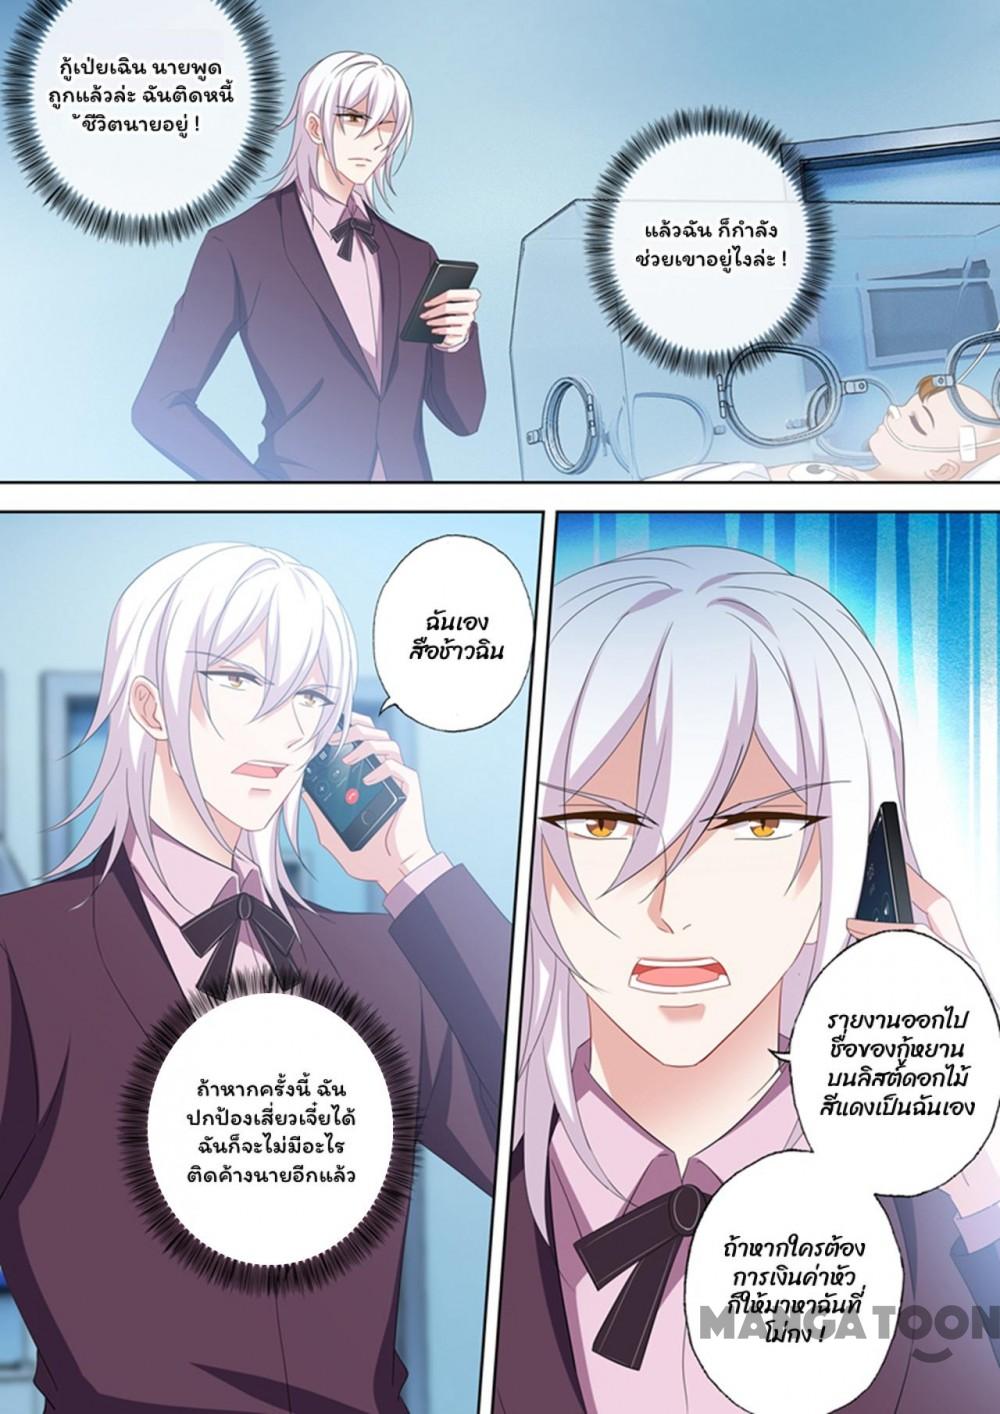 กู้เป่ยเฉิน นายพูด
ถูกแล้วล่ะ ฉันติดหนี้
ชีวิตนายอยู่ !
แล้วฉัน ก็กำลัง
ช่วยเขาอยู่ไงล่ะ !
ฉันเอง
สือช้าวฉิน
ถ้าหากครั้งนี้ ฉัน
ปกป้องเสี่ยวเจี๋ยได้
ฉันก็จะไม่มีอะไร
ติดค้างนายอีกแล้ว
รายงานออกไป
ชื่อของกู้หยาน
บนลิสต์ดอกไม้
สีแดงเป็นฉันเอง
ถ้าหากใครต้อง
การเงินค่าหัว
ก็ให้มาหาฉันที่
โม่กง !
MANGATOON